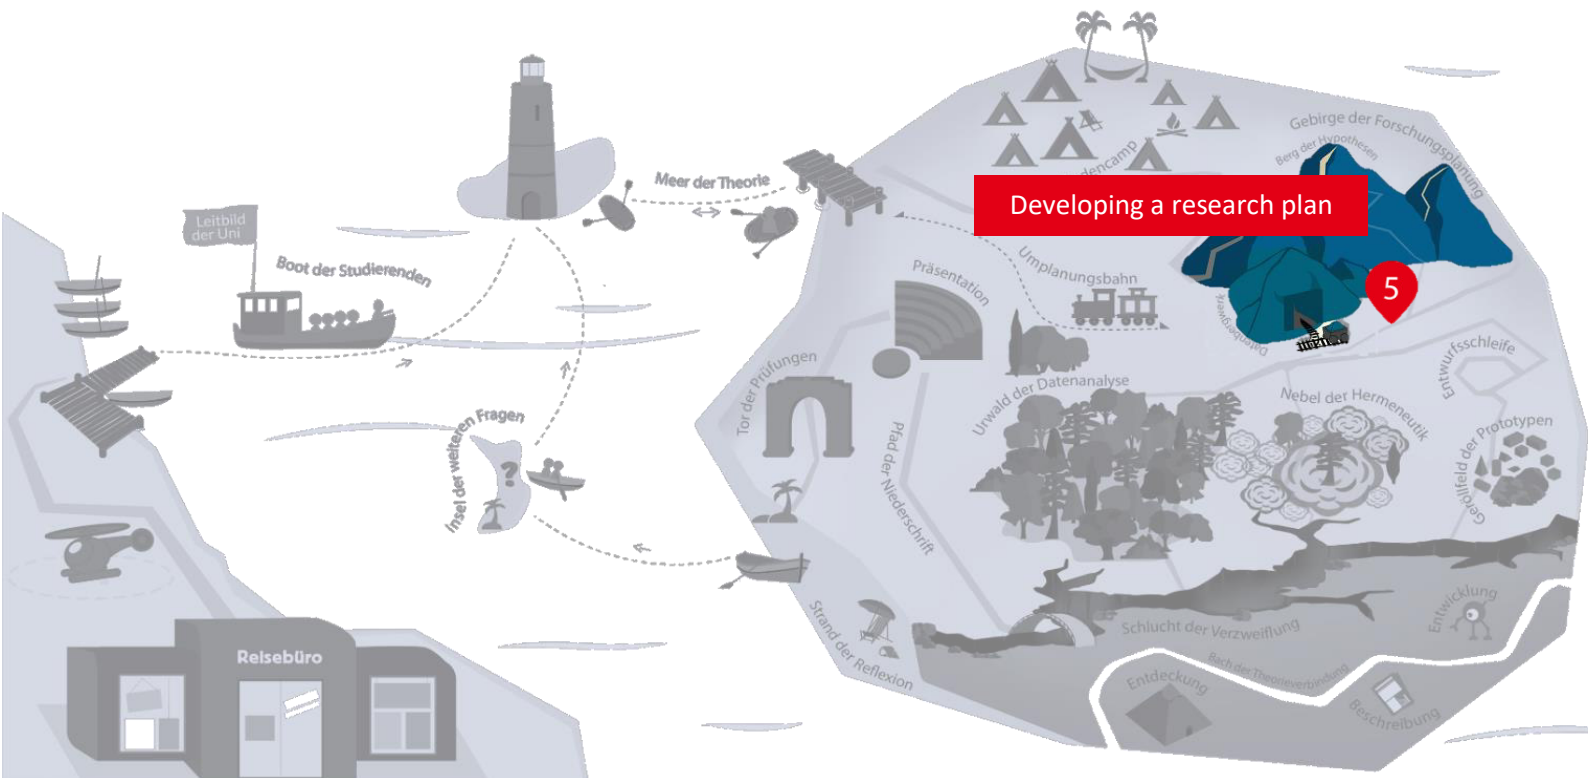 Leitbild
der Uni
Boot der Studierenden
Meer der Theorie
Insel der weiteren Fragen
?
Reisebüro
Gebirge der Forschungsplanung
Berg der Hypothesen
dencamp
Developing a research plan
5
Datenbergwerk
Umplanungsbahn
Präsentation
Tor der Prüfungen
Pfad der Niederschrift
Urwald der Datenanalyse
Nebel der Hermeneutik
Entwurfsschleife
Geröllfeld der Prototypen
Strand der Reflexion
Schlucht der Verzweiflung
Bach der Theorieverbindung
Entwicklung
Entdeckung
Beschreibung